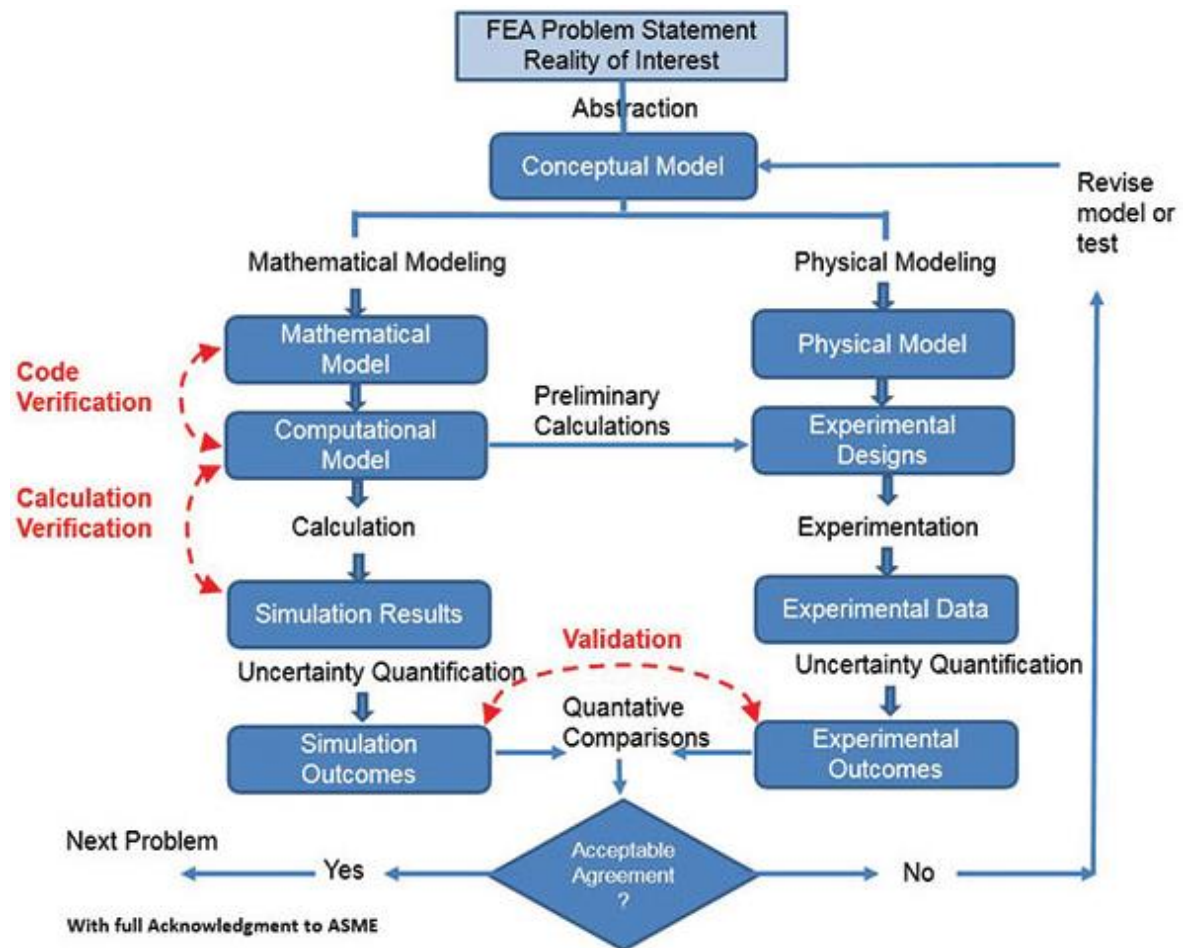 FEA Problem Statement
Reality of Interest
Abstraction
Conceptual Model
Revise
model or
test
Mathematical Modeling
Physical Modeling
Mathematical
Model
Physical Model
Code
Verification
Preliminary
Calculations
Computational
Model
Experimental
Designs
Calculation
Verification
Calculation
Experimentation
Simulation Results
Experimental Data
Validation
Uncertainty Quantification
Uncertainty Quantification
Quantative
Comparisons
Simulation
Outcomes
Experimental
Outcomes
Next Problem
Yes
Acceptable
Agreement
?
No
With full Acknowledgment to ASME